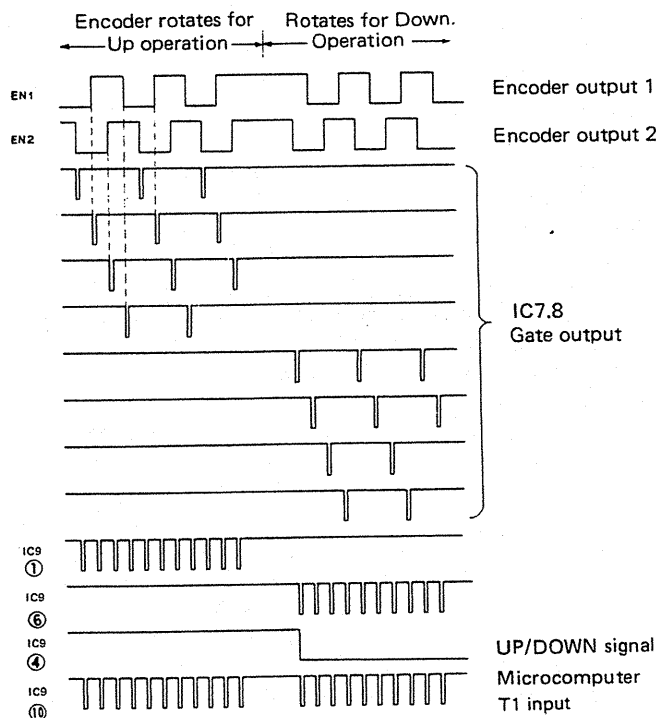 Encoder rotates for
Up operation
Rotates for Down.
Operation
EN1
Encoder output 1
EN2
Encoder output 2
IC7.8
Gate output
IC9
①
IC9
⑥
IC9
④
UP/DOWN signal
IC9
⑩
Microcomputer
T1 input